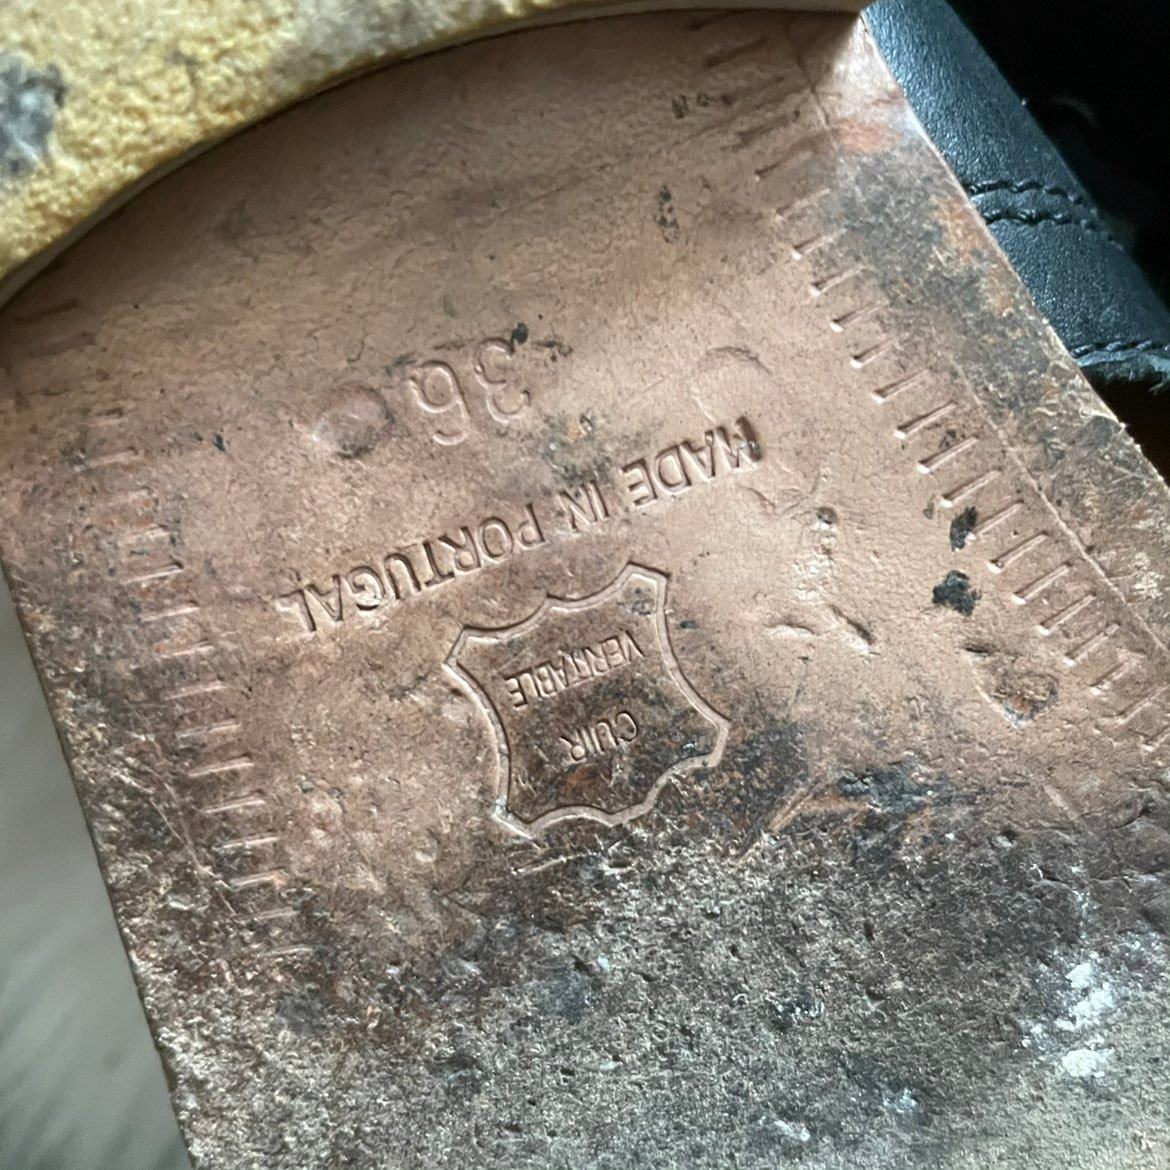 CUIR
VERITABLE
MADE IN PORTUGAL
36